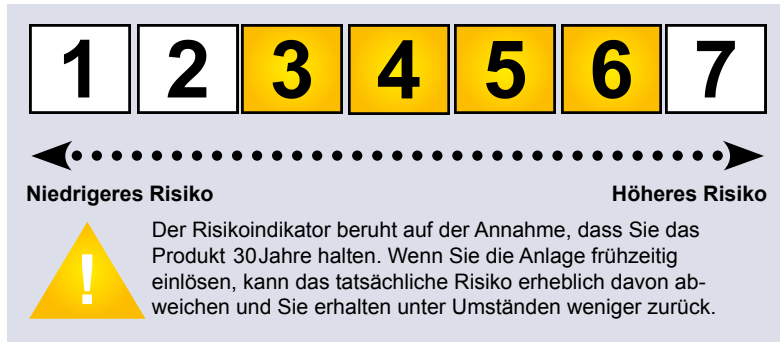 1 2 3 4 5 6 7
Niedrigeres Risiko Höheres Risiko
Der Risikoindikator beruht auf der Annahme, dass Sie das
Produkt 30Jahre halten. Wenn Sie die Anlage frühzeitig
einlösen, kann das tatsächliche Risiko erheblich davon ab-
weichen und Sie erhalten unter Umständen weniger zurück.
!